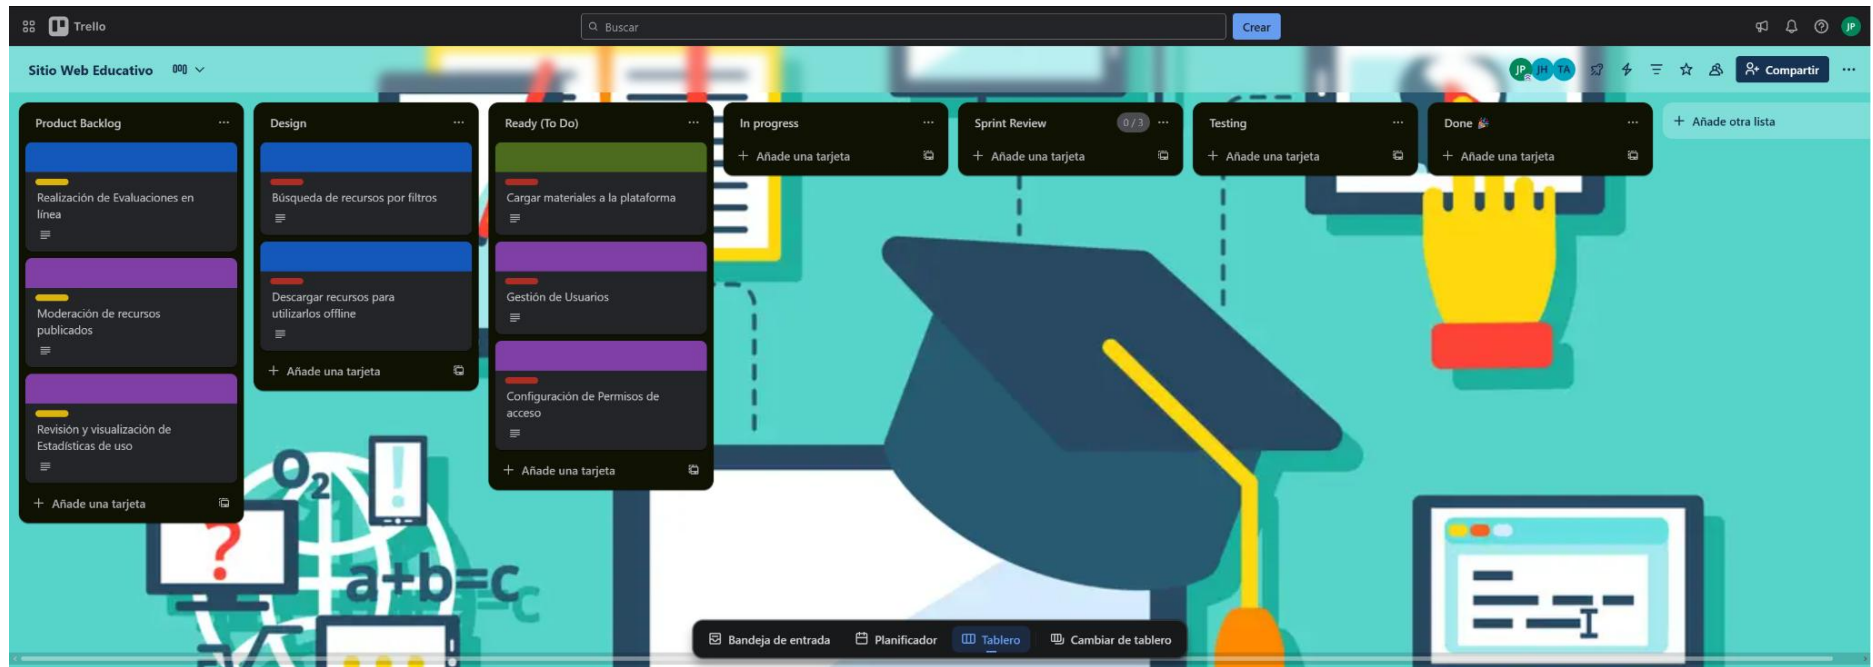 Trello
Buscar
Crear
JP
Sitio Web Educativo
JP JH TA
Compartir
Product Backlog
Realización de Evaluaciones en
línea
Moderación de recursos
publicados
Revisión y visualización de
Estadísticas de uso
+ Añade una tarjeta
Design
Búsqueda de recursos por filtros
Descargar recursos para
utilizarlos offline
+ Añade una tarjeta
Ready (To Do)
Cargar materiales a la plataforma
Gestión de Usuarios
Configuración de Permisos de
acceso
+ Añade una tarjeta
In progress
+ Añade una tarjeta
Sprint Review 0 / 3
+ Añade una tarjeta
Testing
+ Añade una tarjeta
Done 🎉
+ Añade una tarjeta
+ Añade otra lista
O2
!
?
a+b=c
Bandeja de entrada
Planificador
Tablero
Cambiar de tablero